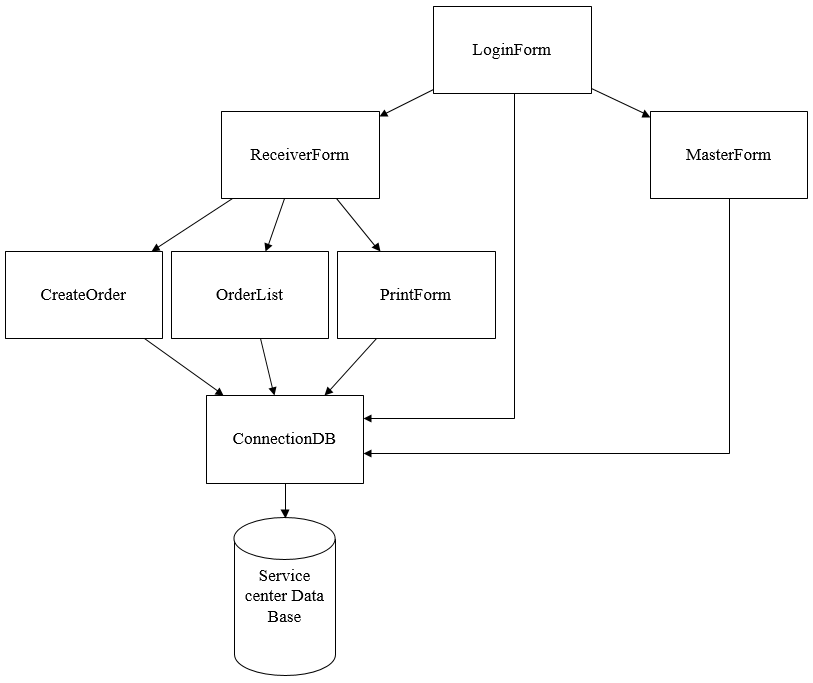 LoginForm
ReceiverForm
MasterForm
CreateOrder
OrderList
PrintForm
ConnectionDB
Service
center Data
Base